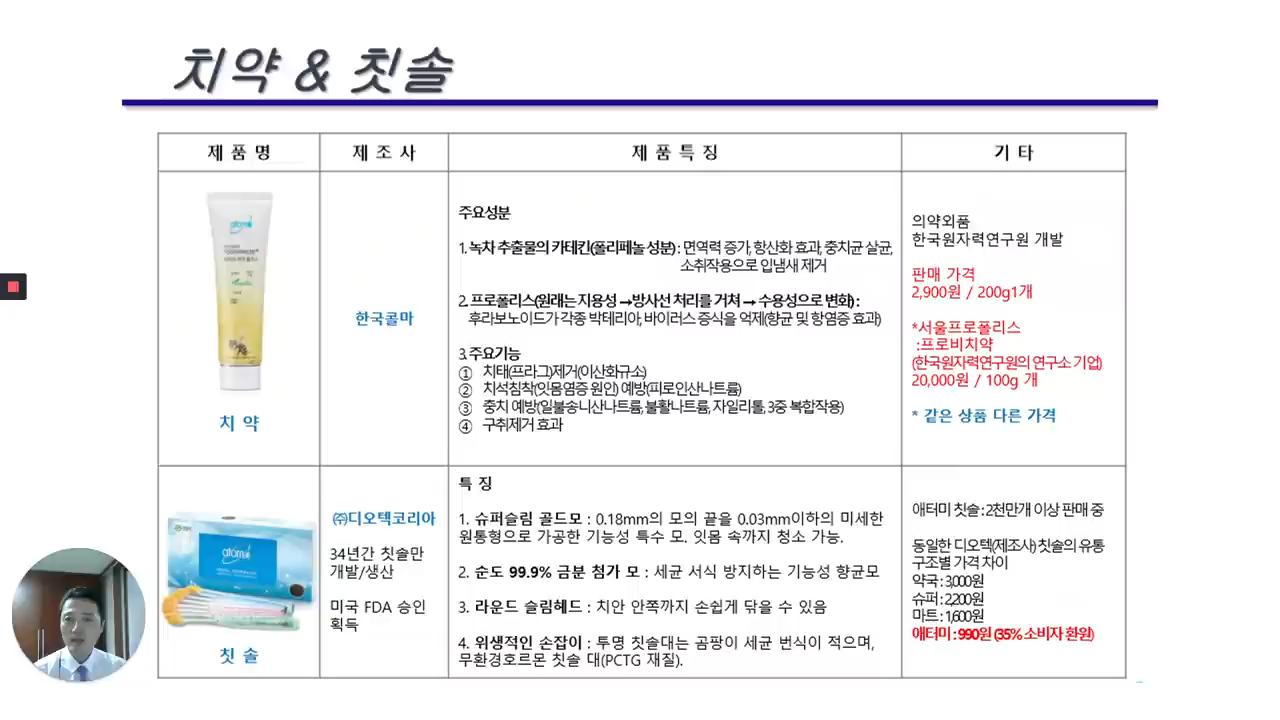 치약 & 칫솔
제 품 명
제 조 사
제 품 특 징
기 타
atomy
치 약
한국콜마
주요성분
1. 녹차 추출물의 카테킨(폴리페놀 성분) : 면역력 증가, 항산화 효과, 충치균 살균,
소취작용으로 입냄새 제거
2. 프로폴리스(원래는 지용성 →방사선 처리를 거쳐 → 수용성으로 변화) :
후라보노이드가 각종 박테리아, 바이러스 증식을 억제(향균 및 항염증 효과)
3. 주요기능
① 치태(프라그)제거(이산화규소)
② 치석침착(잇몸염증 원인) 예방(피로인산나트륨)
③ 중치 예방(일불송니산나트륨, 불활나트륨, 자일리톨, 3중 복합작용)
④ 구취제거 효과
의약외품
한국원자력연구원 개발
판매 가격
2,900원 / 200g1개
*서울프로폴리스
:프로비치약
(한국원자력연구원의 연구소 기업)
20,000원 / 100g 개
* 같은 상품 다른 가격
atomy
칫 솔
㈜디오텍코리아
34년간 칫솔만
개발/생산
미국 FDA 승인
획득
특 징
1. 슈퍼슬림 골드모 : 0.18mm의 모의 끝을 0.03mm이하의 미세한
원통형으로 가공한 기능성 특수 모. 잇몸 속까지 청소 가능.
2. 순도 99.9% 금분 첨가 모 : 세균 서식 방지하는 기능성 향균모
3. 라운드 슬림헤드 : 치안 안쪽까지 손쉽게 닦을 수 있음
4. 위생적인 손잡이 : 투명 칫솔대는 곰팡이 세균 번식이 적으며,
무환경호르몬 칫솔 대(PCTG 재질).
애터미 칫솔 : 2천만개 이상 판매 중
동일한 디오텍(제조사) 칫솔의 유통
구조별 가격 차이
약국 : 3,000원
슈퍼 : 2,200원
마트 : 1,600원
애터미 : 990원 (35% 소비자 환원)